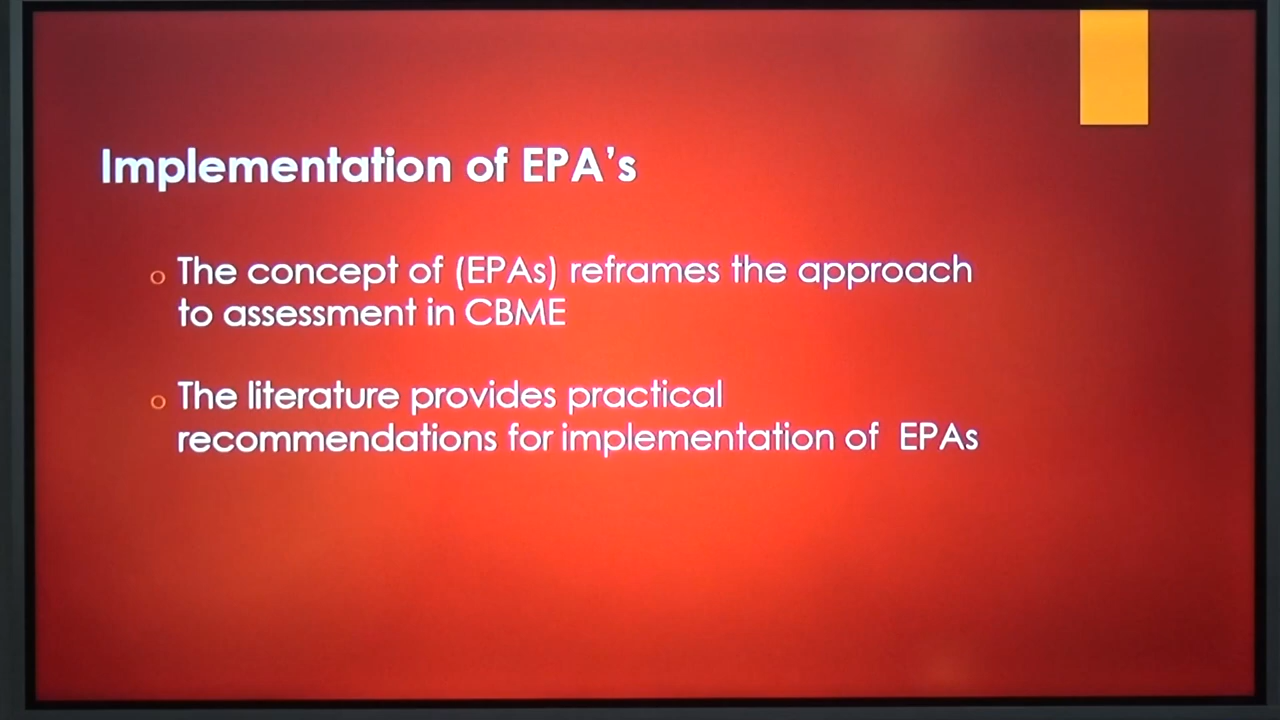 Implementation of EPA’s
o The concept of (EPAs) reframes the approach
to assessment in CBME
o The literature provides practical
recommendations for implementation of EPAs